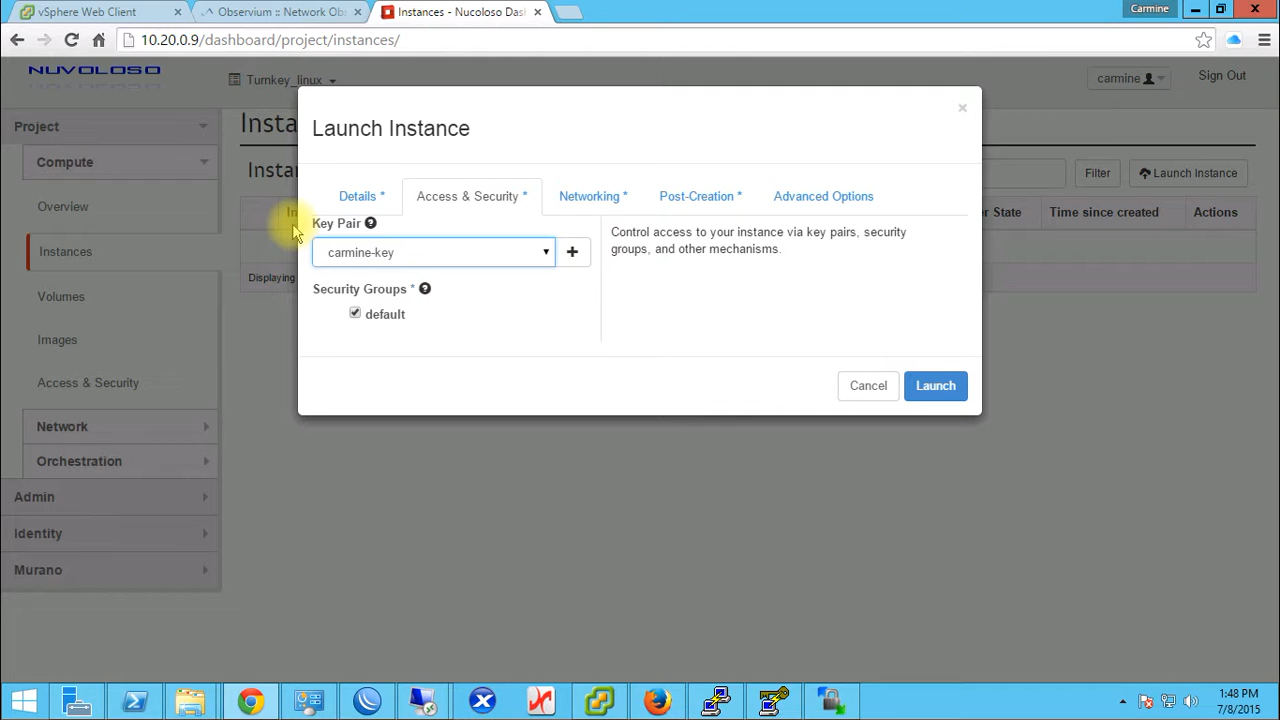 vSphere Web Client
Observium :: Network Obs
Instances - Nucoloso Das
Carmine
10.20.0.9/dashboard/project/instances/
NUVOLOSO
Turnkey_linux
carmine
Sign Out
Project
Compute
Overview
Instances
Volumes
Images
Access & Security
Network
Orchestration
Admin
Identity
Murano
Insta
Instan
Filter
Launch Instance
In
r State
Time since created
Actions
Displaying
Launch Instance
×
Details *
Access & Security *
Networking *
Post-Creation *
Advanced Options
Key Pair ?
carmine-key
+
Security Groups * ?
default
Control access to your instance via key pairs, security
groups, and other mechanisms.
Cancel
Launch
1:48 PM
7/8/2015